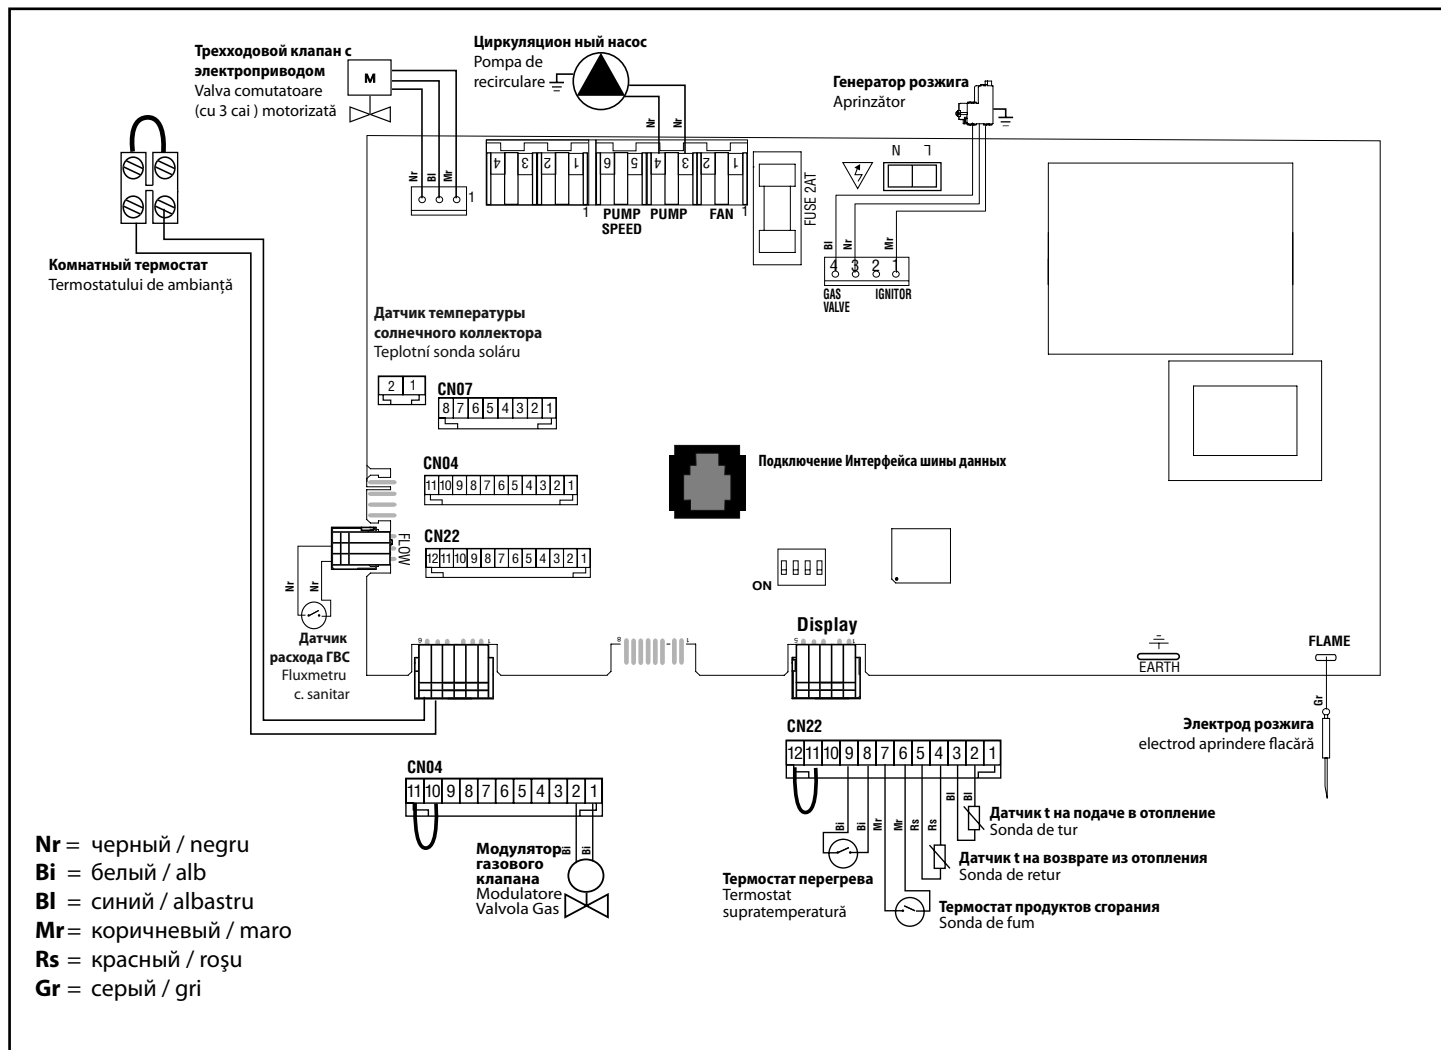 Трехходовой клапан с
электроприводом
Valva comutatoare
(cu 3 cai ) motorizată
M
Циркуляцион ный насос
Pompa de
recirculare
Генератор розжига
Aprinzător
Nr
Bl
Mr
1
Nr
Nr
4 3 2 1
1
6 5 4 3 2 1
1
PUMP SPEED
PUMP
FAN
FUSE 2AT
N L
Bl
Nr
Mr
4 3 2 1
GAS VALVE
IGNITOR
Комнатный термостат
Termostatului de ambianță
Датчик температуры
солнечного коллектора
Teplotní sonda soláru
2 1
CN07
8 7 6 5 4 3 2 1
CN04
11 10 9 8 7 6 5 4 3 2 1
Подключение Интерфейса шины данных
CN22
12 11 10 9 8 7 6 5 4 3 2 1
FLOW
ON
Nr
Nr
Датчик
расхода ГВС
Fluxmetru
c. sanitar
8 1
Display
5 1
EARTH
FLAME
Gr
Электрод розжига
electrod aprindere flacără
CN22
12 11 10 9 8 7 6 5 4 3 2 1
Bi
Bi
Mr
Mr
Rs
Rs
Bl
Bl
Датчик t на подаче в отопление
Sonda de tur
Датчик t на возврате из отопления
Sonda de retur
Термостат перегрева
Termostat
supratemperatură
Термостат продуктов сгорания
Sonda de fum
CN04
11 10 9 8 7 6 5 4 3 2 1
Bi
Bi
Модулятор
газового
клапана
Modulatore
Valvola Gas
Nr = черный / negru
Bi = белый / alb
Bl = синий / albastru
Mr = коричневый / maro
Rs = красный / roşu
Gr = серый / gri